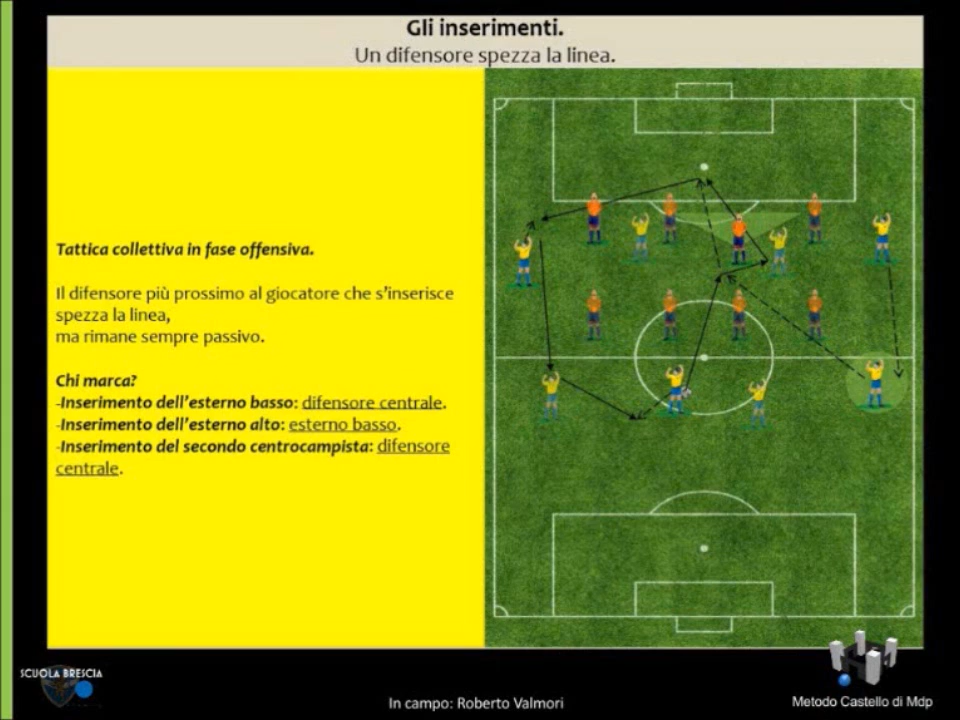 Gli inserimenti.
Un difensore spezza la linea.
Tattica collettiva in fase offensiva.
Il difensore più prossimo al giocatore che s'inserisce
spezza la linea,
ma rimane sempre passivo.
Chi marca?
-Inserimento dell'esterno basso: difensore centrale.
-Inserimento dell'esterno alto: esterno basso.
-Inserimento del secondo centrocampista: difensore
centrale.
SCUOLA BRESCIA
In campo: Roberto Valmori
Metodo Castello di Mdp